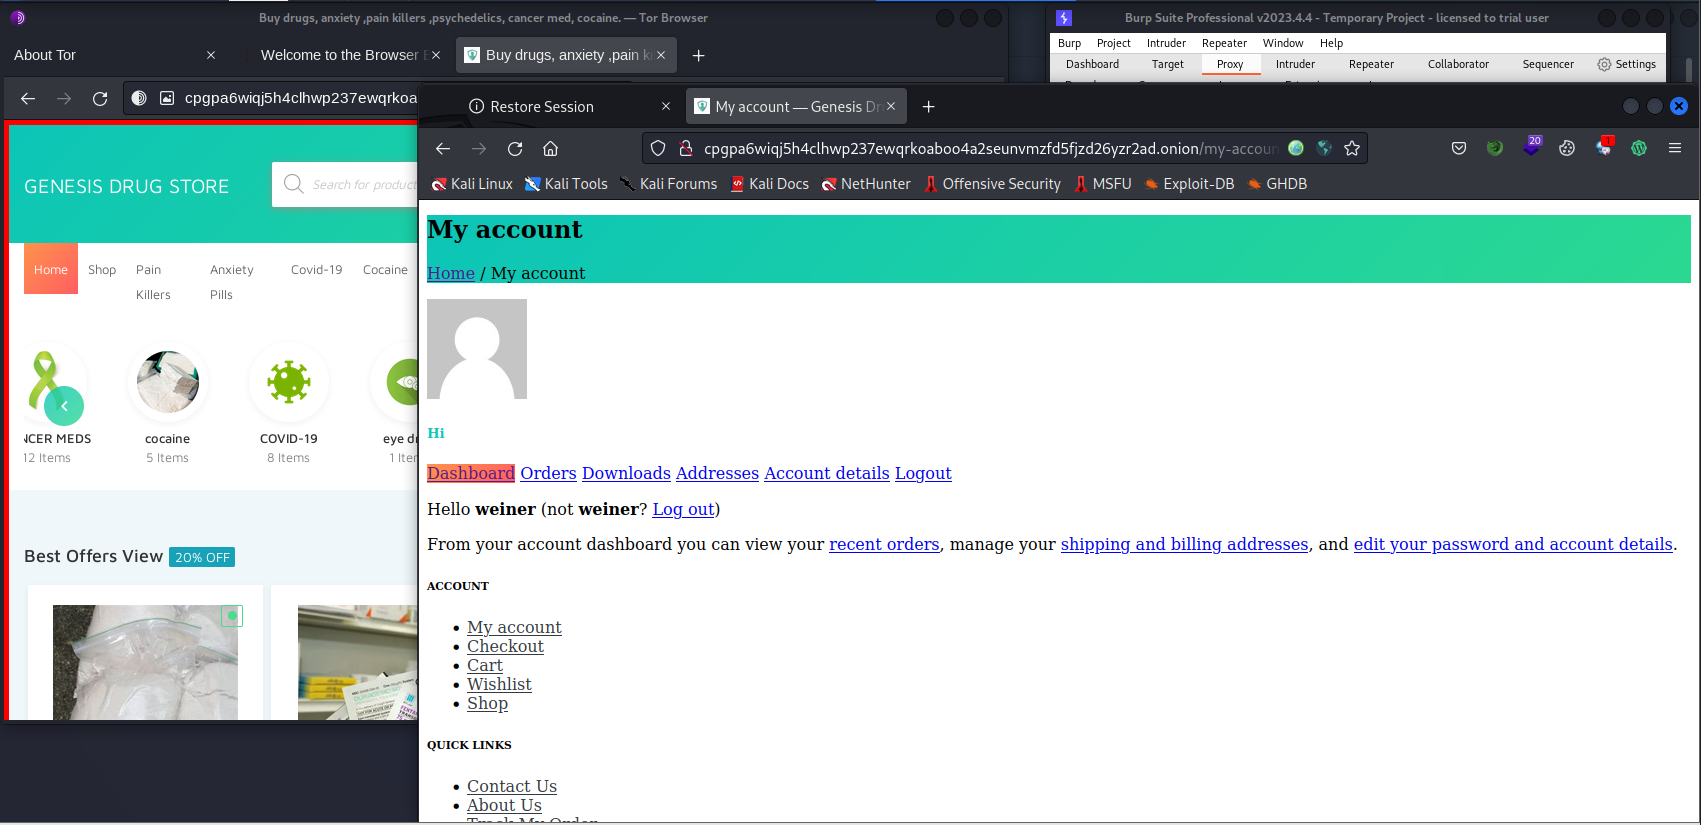 Buy drugs, anxiety ,pain killers ,psychedelics, cancer med, cocaine. — Tor Browser
About Tor
Welcome to the Browser
Buy drugs, anxiety ,pain k
cpgpa6wiqj5h4clhwp237ewqrkoa
GENESIS DRUG STORE
Search for product
Home Shop Pain Killers Anxiety Pills Covid-19 Cocaine
NCER MEDS
12 Items
cocaine
5 Items
COVID-19
8 Items
eye dr
1 Iter
Best Offers View 20% OFF
Burp Suite Professional v2023.4.4 - Temporary Project - licensed to trial user
Burp Project Intruder Repeater Window Help
Dashboard Target Proxy Intruder Repeater Collaborator Sequencer Settings
Restore Session
My account — Genesis Dr
cpgpa6wiqj5h4clhwp237ewqrkoaboo4a2seunvmzfd5fjzd26yzr2ad.onion/my-accoun
20
1
Kali Linux Kali Tools Kali Forums Kali Docs NetHunter Offensive Security MSFU Exploit-DB GHDB
My account
Home / My account
Hi
Dashboard Orders Downloads Addresses Account details Logout
Hello weiner (not weiner? Log out)
From your account dashboard you can view your recent orders, manage your shipping and billing addresses, and edit your password and account details.
ACCOUNT
My account
Checkout
Cart
Wishlist
Shop
QUICK LINKS
Contact Us
About Us
Track My Order